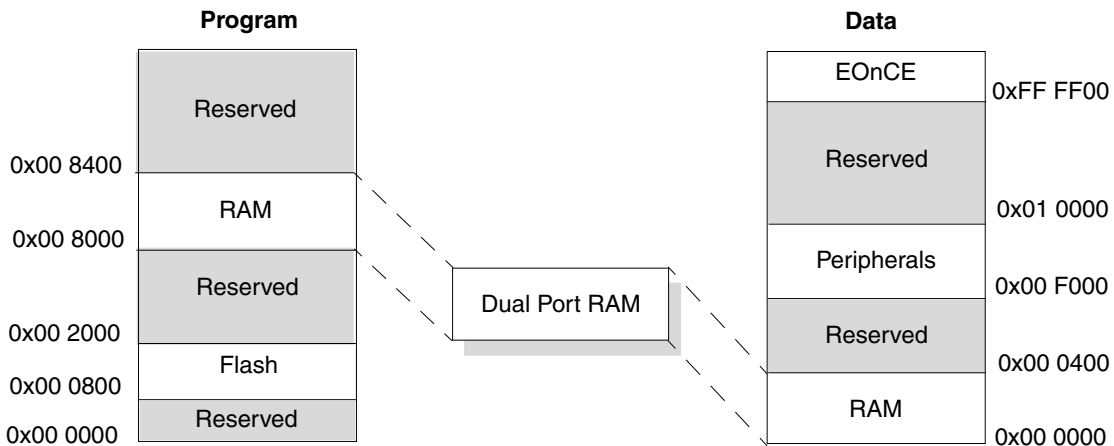 Program
Reserved
0x00 8400
RAM
0x00 8000
Reserved
0x00 2000
Flash
0x00 0800
Reserved
0x00 0000
Dual Port RAM
Data
EOnCE
0xFF FF00
Reserved
0x01 0000
Peripherals
0x00 F000
Reserved
0x00 0400
RAM
0x00 0000